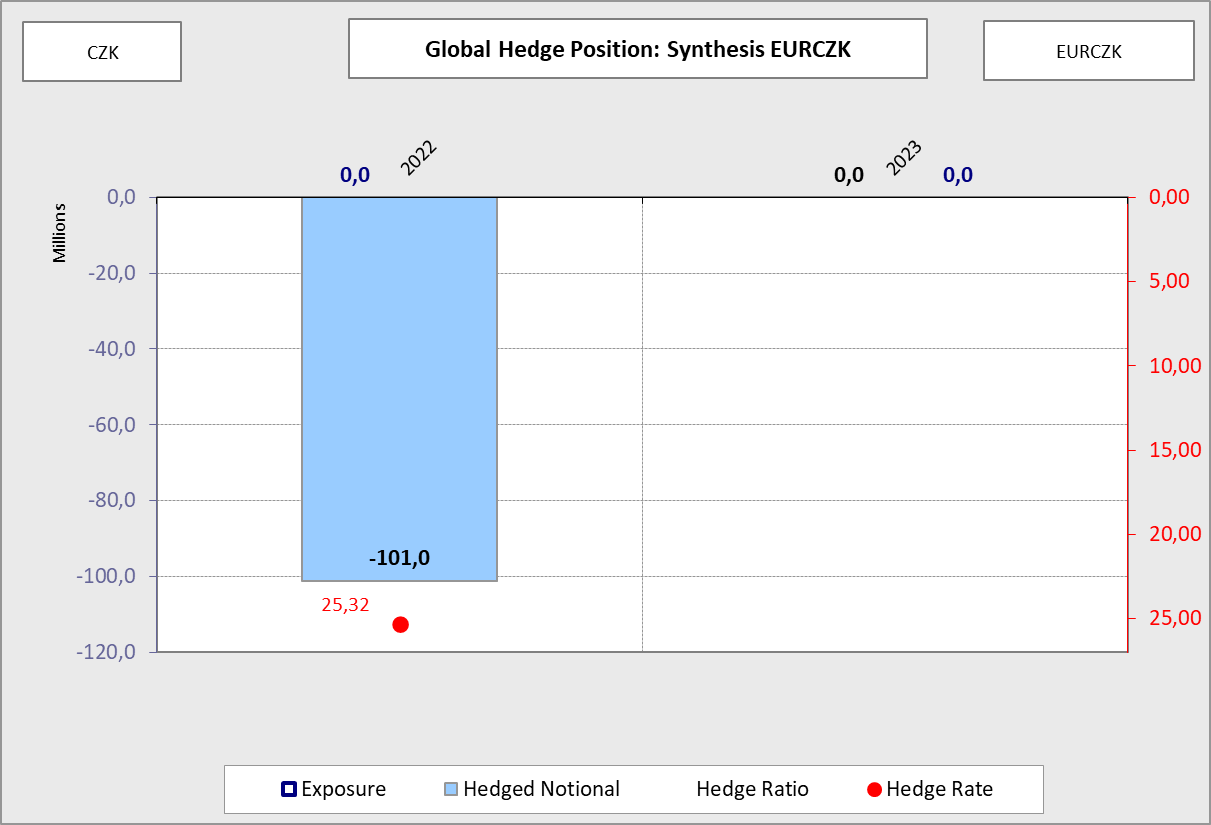 CZK
Global Hedge Position: Synthesis EURCZK
EURCZK
2022
2023
0,0
0,0
0,0
Millions
0,0
-20,0
-40,0
-60,0
-80,0
-100,0
-120,0
-101,0
25,32
0,00
5,00
10,00
15,00
20,00
25,00
Exposure
Hedged Notional
Hedge Ratio
Hedge Rate